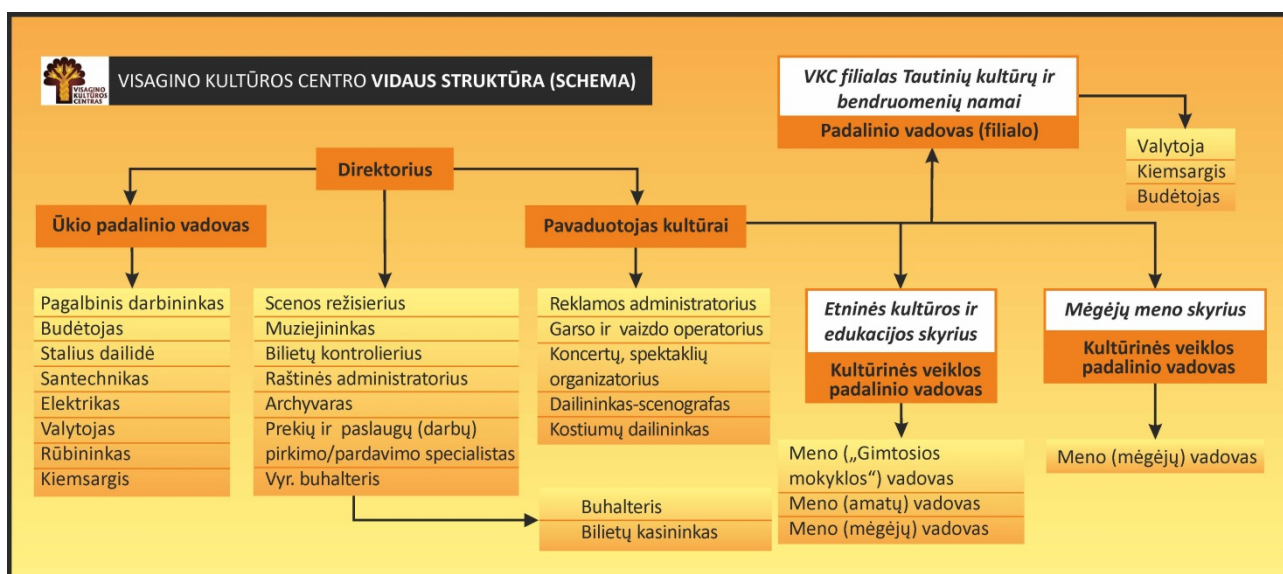 VISAGINO
KULTŪROS
CENTRAS
VISAGINO KULTŪROS CENTRO VIDAUS STRUKTŪRA (SCHEMA)
VKC filialas Tautinių kultūrų ir
bendruomenių namai
Padalinio vadovas (filialo)
Valytoja
Kiemsargis
Budėtojas
Direktorius
Ūkio padalinio vadovas
Pavaduotojas kultūrai
Pagalbinis darbininkas
Budėtojas
Stalius dailidė
Santechnikas
Elektrikas
Valytojas
Rūbininkas
Kiemsargis
Scenos režisierius
Muziejininkas
Bilietų kontrolierius
Raštinės administratorius
Archyvaras
Prekių ir paslaugų (darbų)
pirkimo/pardavimo specialistas
Vyr. buhalteris
Buhalteris
Bilietų kasininkas
Reklamos administratorius
Garso ir vaizdo operatorius
Koncertų, spektaklių
organizatorius
Dailininkas-scenografas
Kostiumų dailininkas
Etninės kultūros ir
edukacijos skyrius
Kultūrinės veiklos
padalinio vadovas
Meno („Gimtosios
mokyklos“) vadovas
Meno (amatų) vadovas
Meno (mėgėjų) vadovas
Mėgėjų meno skyrius
Kultūrinės veiklos
padalinio vadovas
Meno (mėgėjų) vadovas